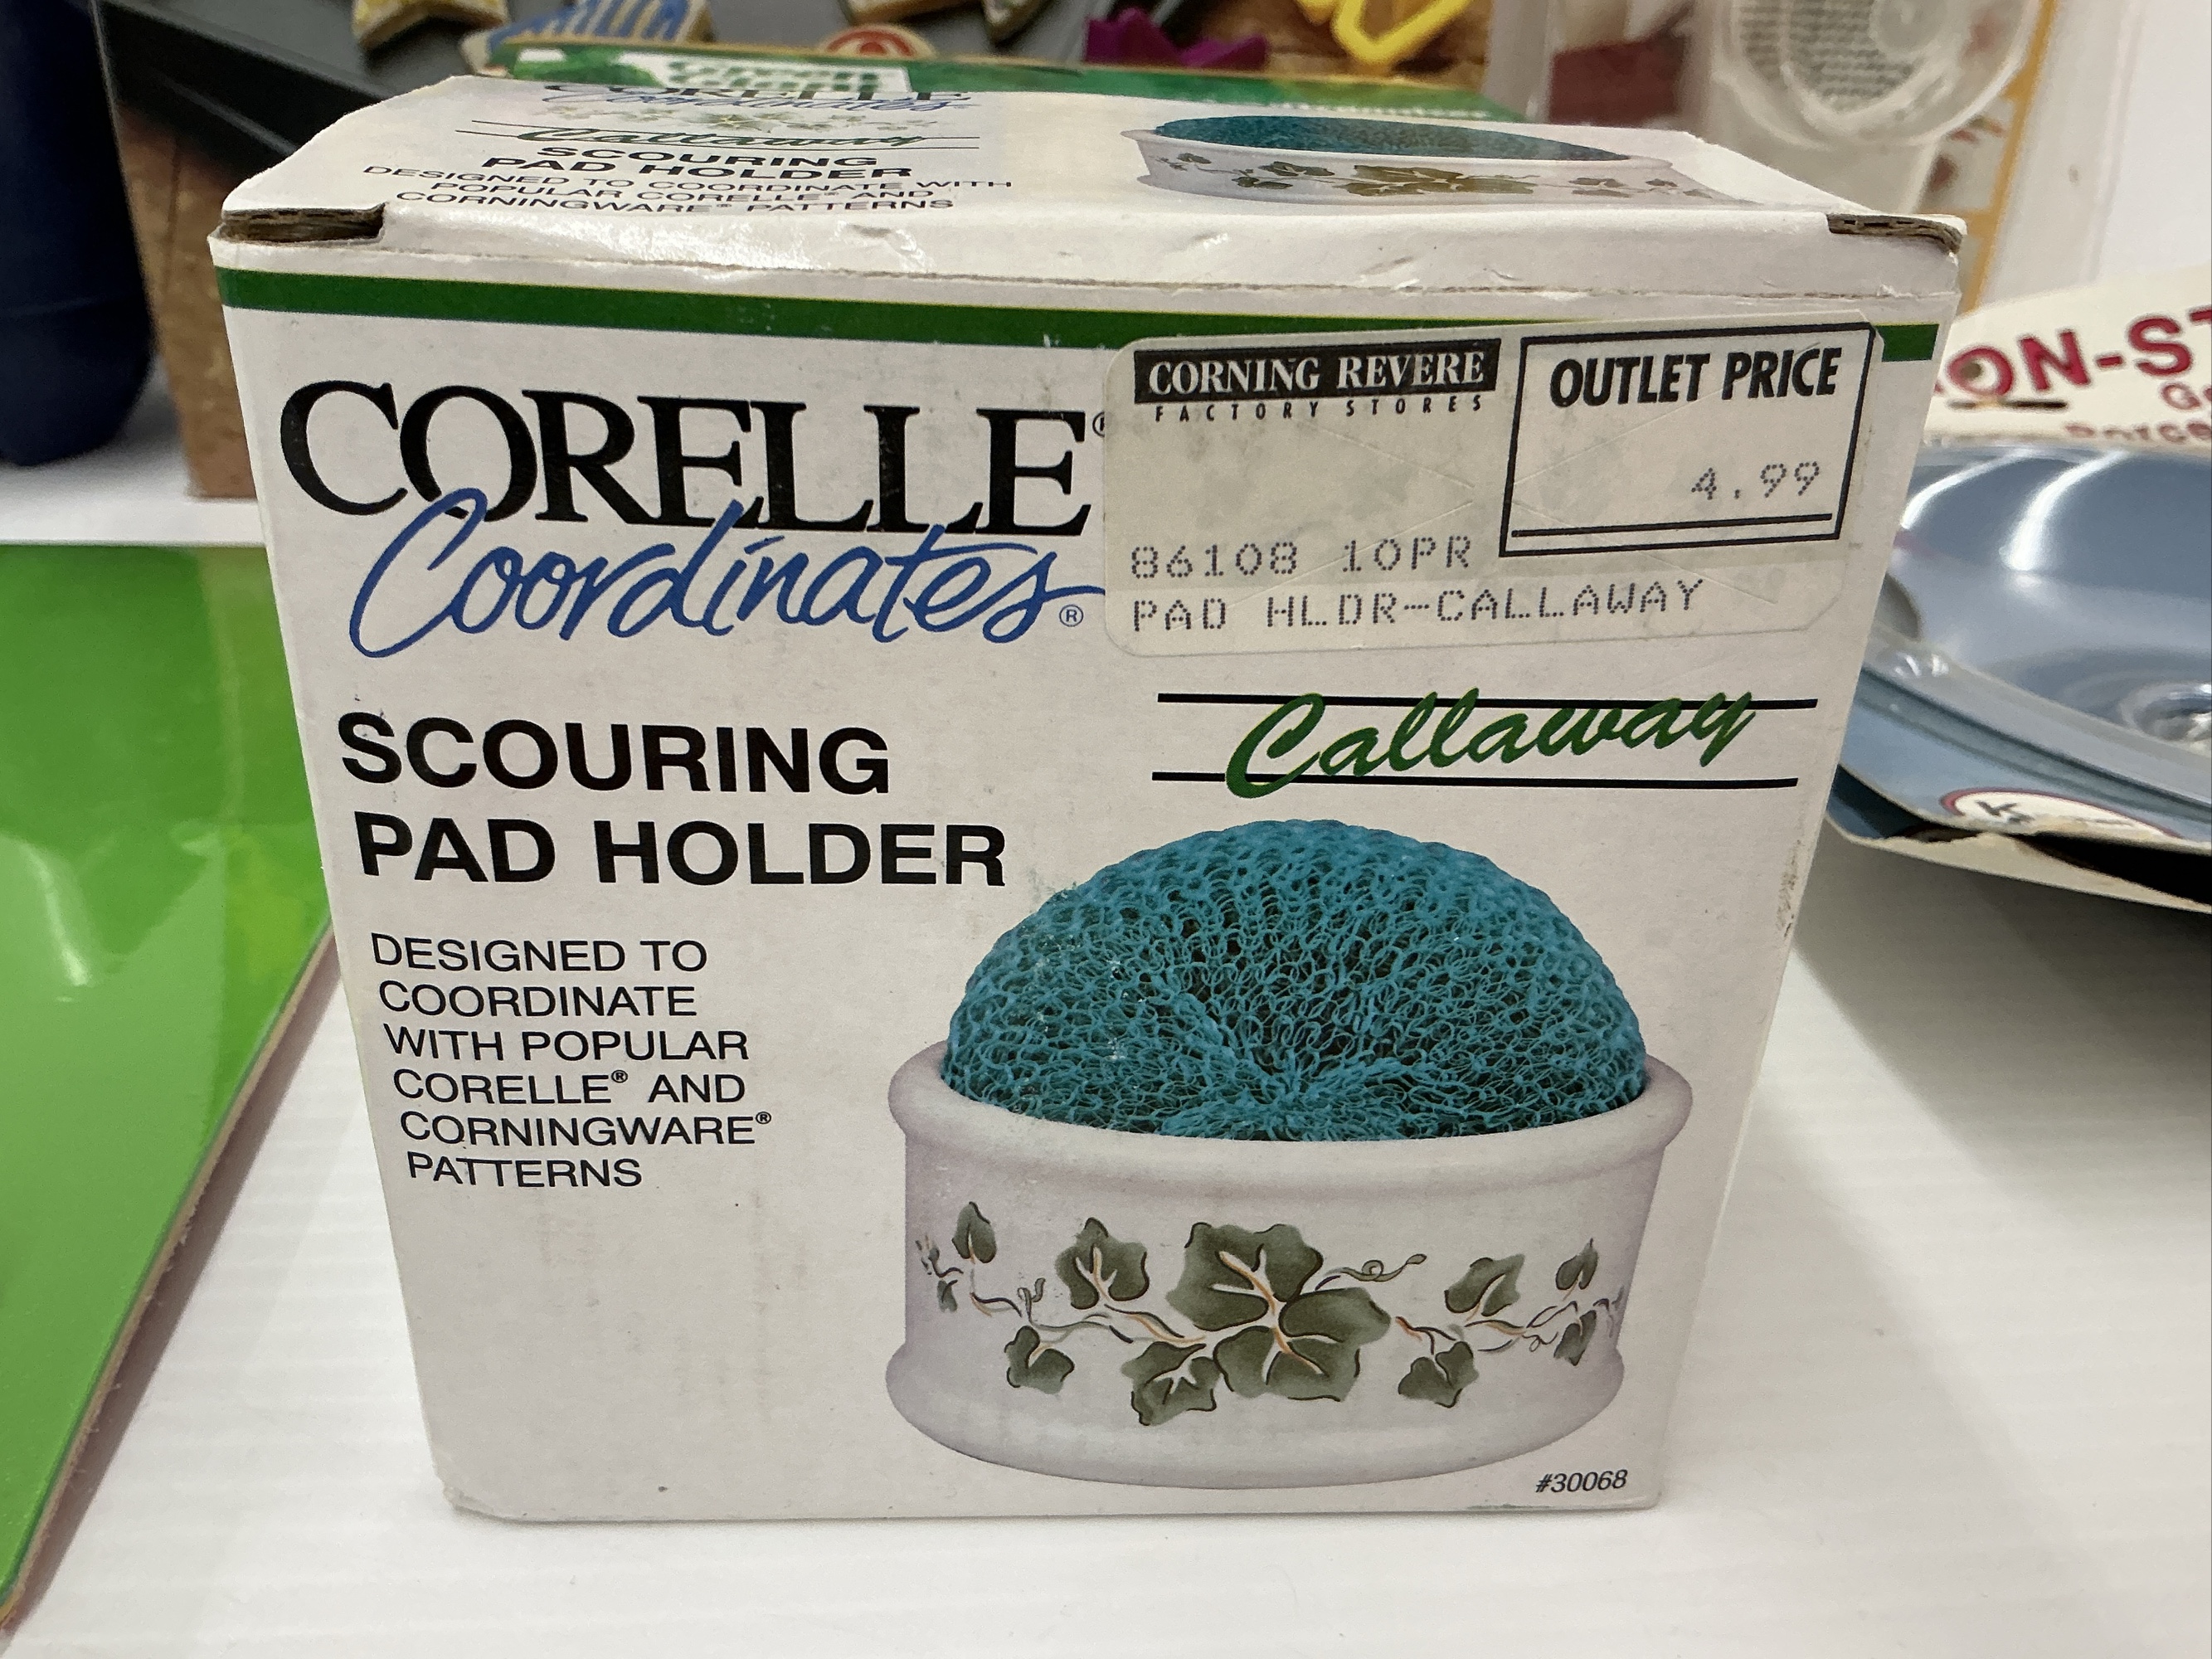 CORELLE
Coordinates
Callaway
SCOURING
PAD HOLDER
DESIGNED TO COORDINATE WITH
POPULAR CORELLE® AND
CORNINGWARE® PATTERNS
CORELLE®
Coordinates®
CORNING REVERE
FACTORY STORES
OUTLET PRICE
4.99
86108 10PR
PAD HLDR-CALLAWAY
Callaway
SCOURING
PAD HOLDER
DESIGNED TO
COORDINATE
WITH POPULAR
CORELLE® AND
CORNINGWARE®
PATTERNS
#30068
ON-ST